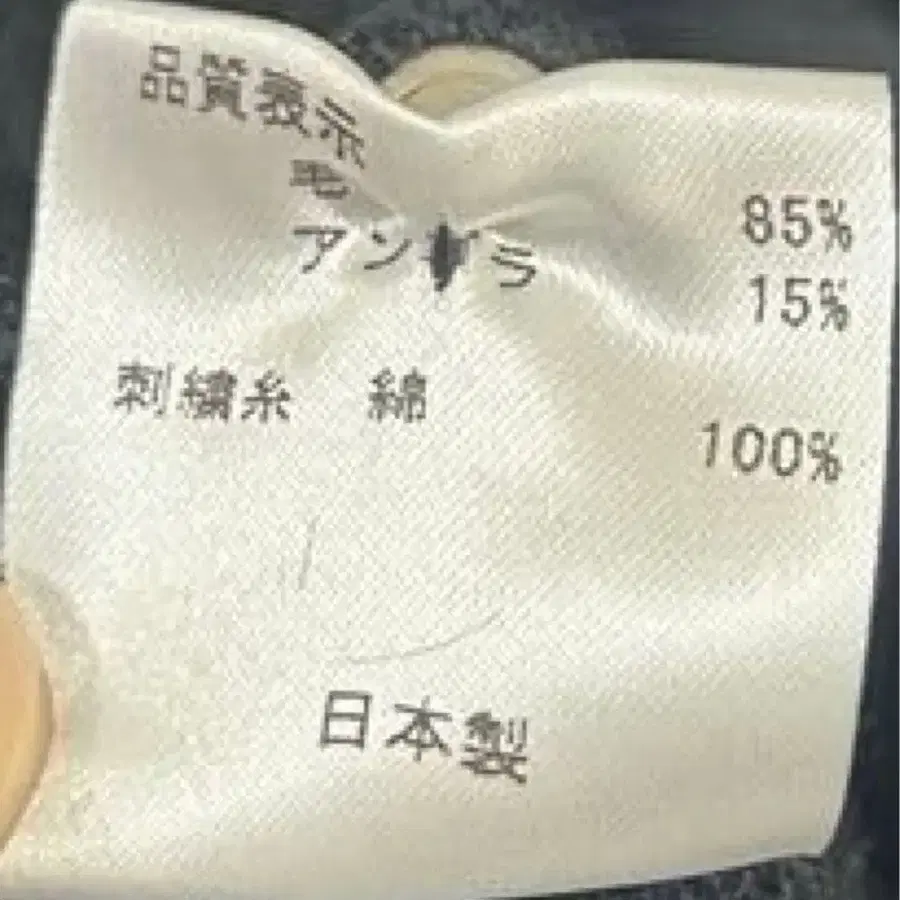 品質表示
毛 85%
アンゴラ 15%
刺繍糸 綿 100%
日本製